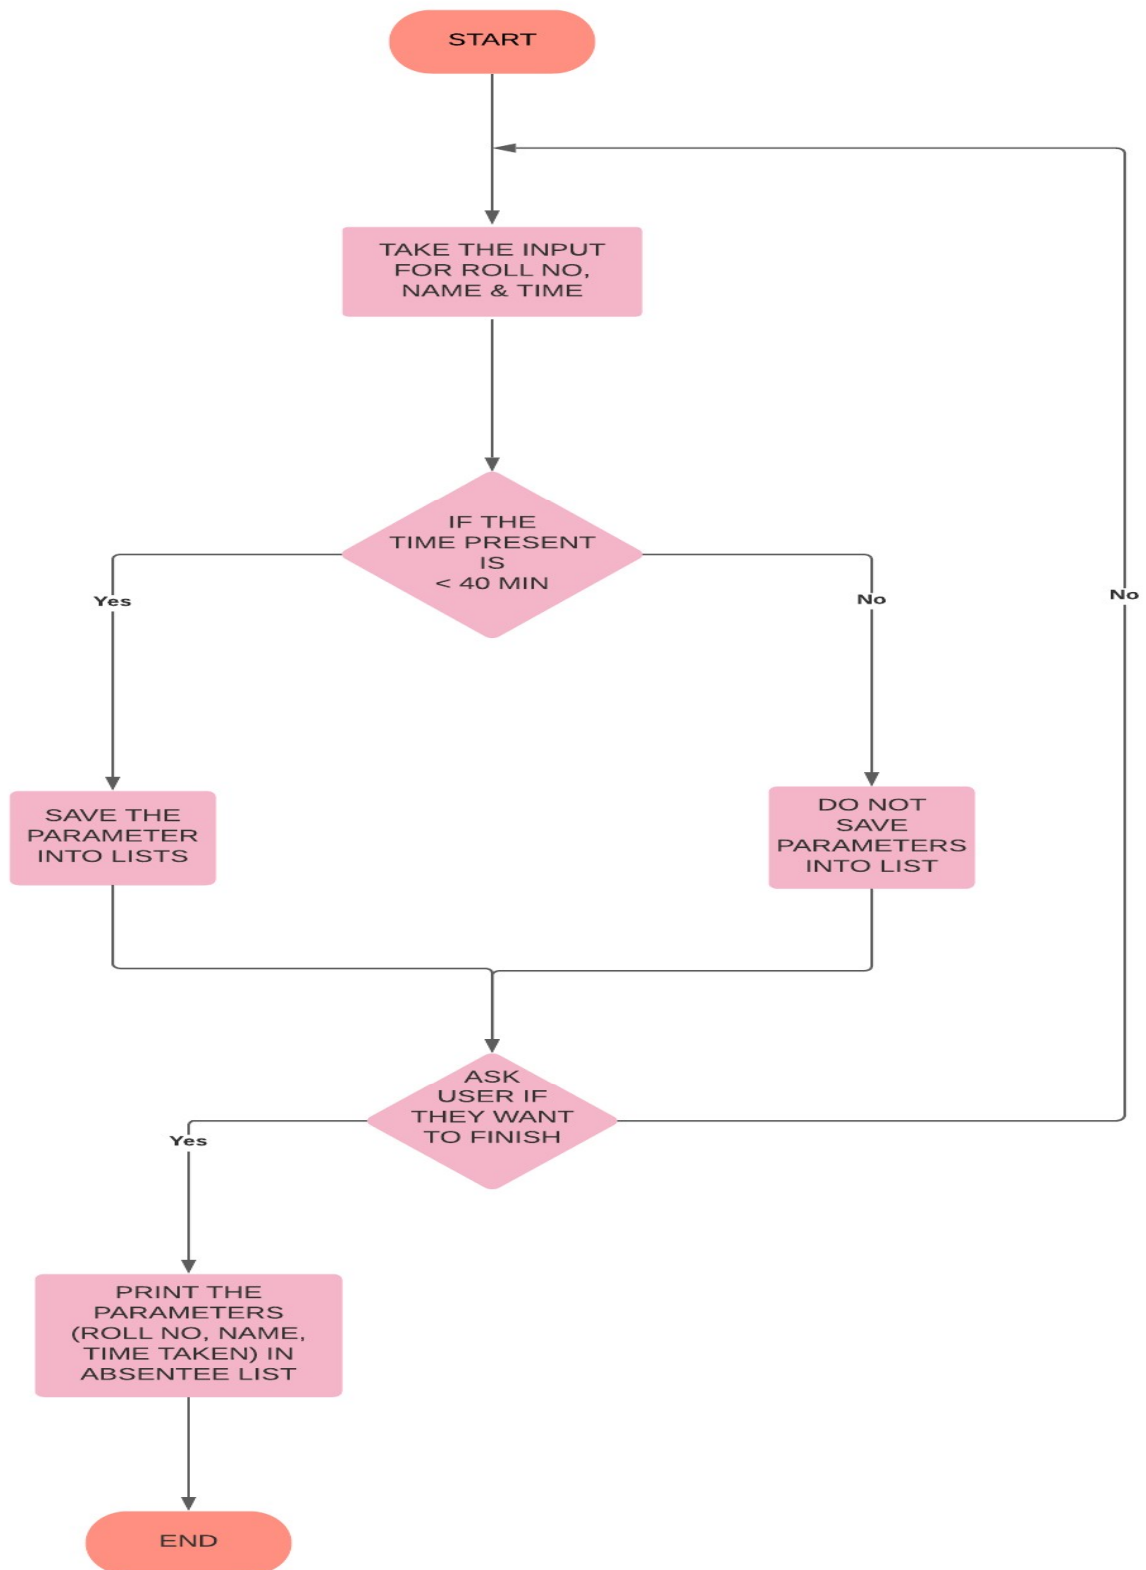 START
TAKE THE INPUT
FOR ROLL NO,
NAME & TIME
IF THE
TIME PRESENT
IS
< 40 MIN
Yes
No
No
SAVE THE
PARAMETER
INTO LISTS
DO NOT
SAVE
PARAMETERS
INTO LIST
ASK
USER IF
THEY WANT
TO FINISH
Yes
PRINT THE
PARAMETERS
(ROLL NO, NAME,
TIME TAKEN) IN
ABSENTEE LIST
END